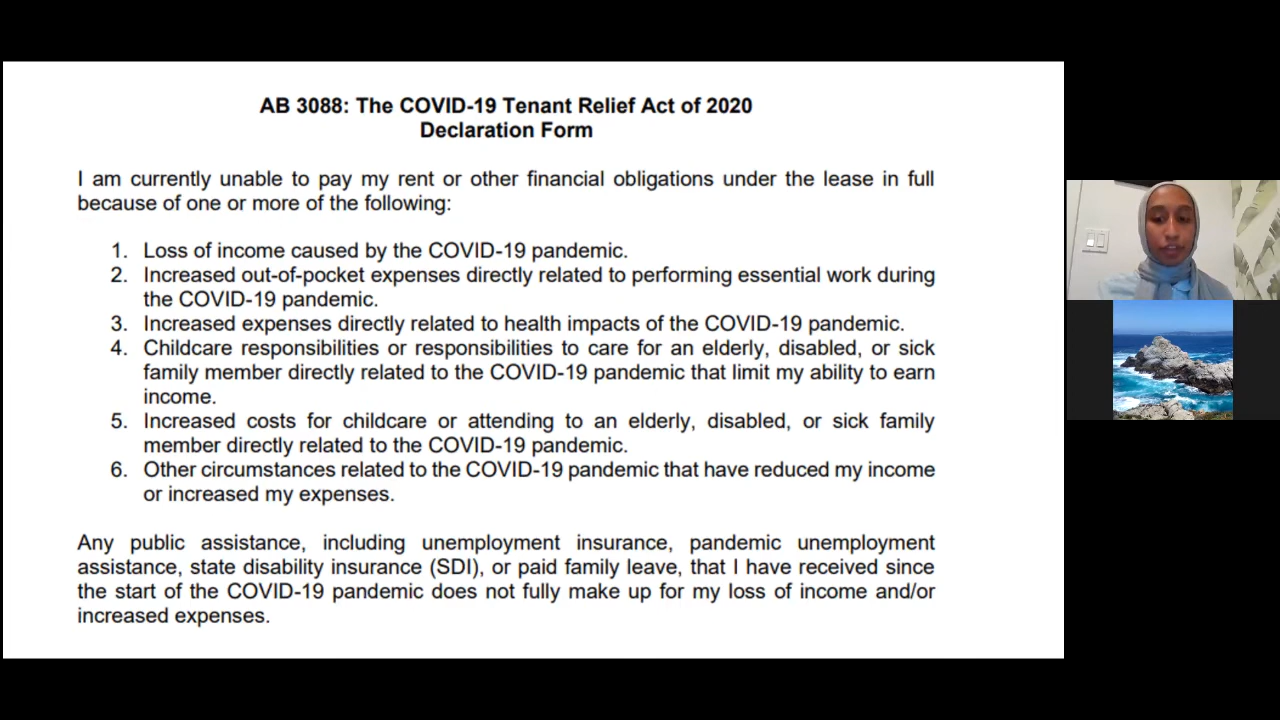 AB 3088: The COVID-19 Tenant Relief Act of 2020
Declaration Form
I am currently unable to pay my rent or other financial obligations under the lease in full
because of one or more of the following:
1. Loss of income caused by the COVID-19 pandemic.
2. Increased out-of-pocket expenses directly related to performing essential work during
the COVID-19 pandemic.
3. Increased expenses directly related to health impacts of the COVID-19 pandemic.
4. Childcare responsibilities or responsibilities to care for an elderly, disabled, or sick
family member directly related to the COVID-19 pandemic that limit my ability to earn
income.
5. Increased costs for childcare or attending to an elderly, disabled, or sick family
member directly related to the COVID-19 pandemic.
6. Other circumstances related to the COVID-19 pandemic that have reduced my income
or increased my expenses.
Any public assistance, including unemployment insurance, pandemic unemployment
assistance, state disability insurance (SDI), or paid family leave, that I have received since
the start of the COVID-19 pandemic does not fully make up for my loss of income and/or
increased expenses.